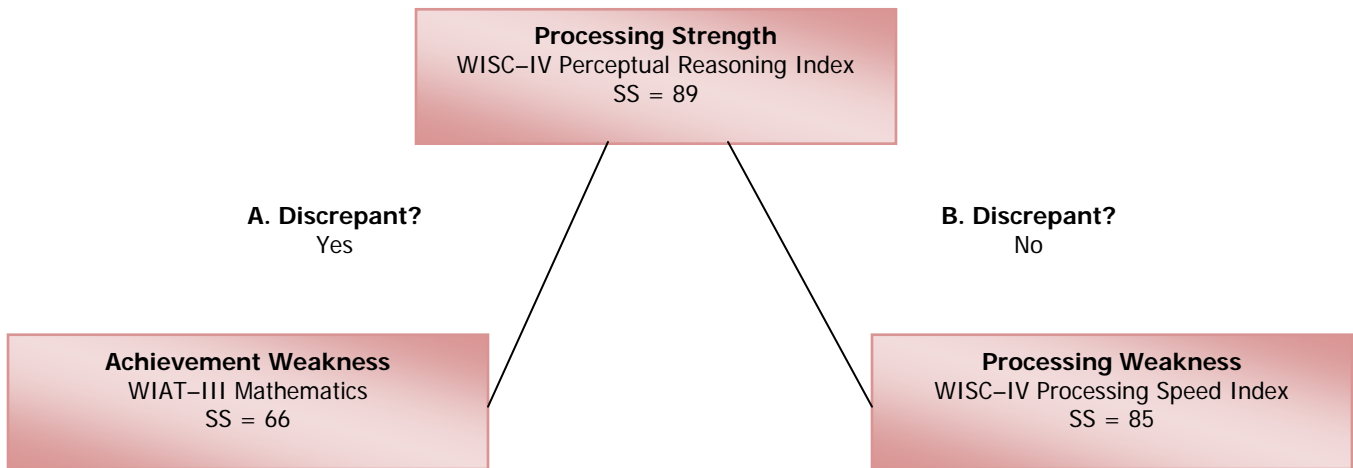 Processing Strength
WISC–IV Perceptual Reasoning Index
SS = 89
A. Discrepant?
Yes
B. Discrepant?
No
Achievement Weakness
WIAT–III Mathematics
SS = 66
Processing Weakness
WISC–IV Processing Speed Index
SS = 85